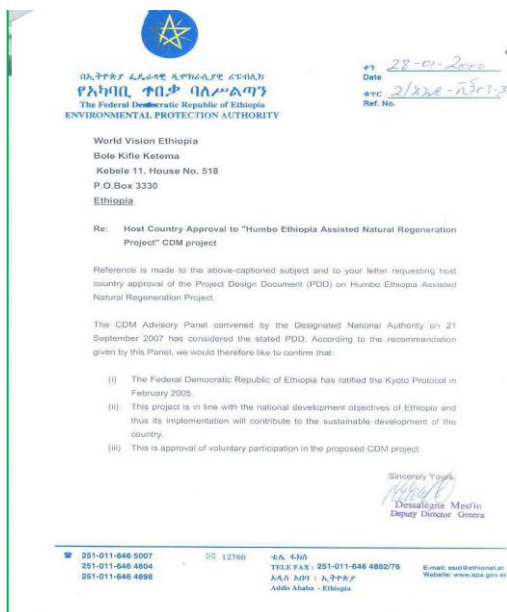 በኢትዮጵያ ፌዴራላዊ ዲሞክራሲያዊ ሪፐብሊክ
የአካባቢ ጥበቃ ባለሥልጣን
The Federal Democratic Republic of Ethiopia
ENVIRONMENTAL PROTECTION AUTHORITY
ቀን 28-01-2000
Date
ቁጥር
Ref. No.
World Vision Ethiopia
Bole Kifle Ketema
Kebele 11, House No. 518
P.O.Box 3330
Ethiopia
Re: Host Country Approval to "Humbo Ethiopia Assisted Natural Regeneration
Project" CDM project
Reference is made to the above-captioned subject and to your letter requesting host
country approval of the Project Design Document (PDD) on Humbo Ethiopia Assisted
Natural Regeneration Project.
The CDM Advisory Panel convened by the Designated National Authority on 21
September 2007 has considered the stated PDD. According to the recommendation
given by this Panel, we would therefore like to confirm that:
(i) The Federal Democratic Republic of Ethiopia has ratified the Kyoto Protocol in
February 2005.
(ii) This project is in line with the national development objectives of Ethiopia and
thus its implementation will contribute to the sustainable development of the
country.
(iii) This is approval of voluntary participation in the proposed CDM project.
Sincerely Yours,
Dessalegne Mesfin
Deputy Director Genera
251-011-646 5007
251-011-646 4604
251-011-646 4898
12760
ቴሌ ፋክስ
TELE FAX : 251-011-646 4882/76
አዲስ አበባ ፣ ኢትዮጵያ
Addis Ababa - Ethiopia
E-mail: esid@ethionet.et
Website: www.epa.gov.et